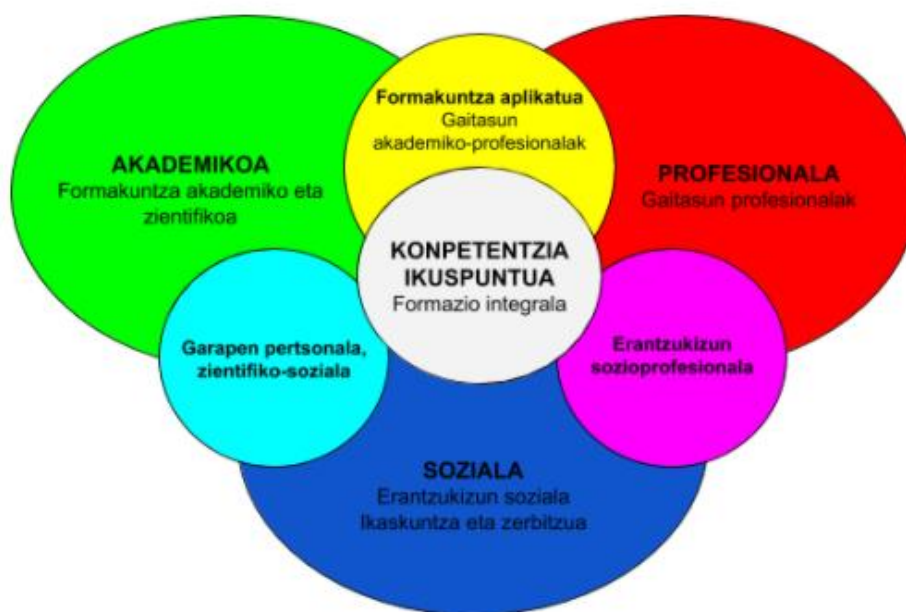 Formakuntza aplikatua
Gaitasun
akademiko-profesionalak
AKADEMIKOA
Formakuntza akademiko eta
zientifikoa
PROFESIONALA
Gaitasun profesionalak
KONPETENTZIA
IKUSPUNTUA
Formazio integrala
Garapen pertsonala,
zientifiko-soziala
Erantzukizun
sozioprofesionala
SOZIALA
Erantzukizun soziala
Ikaskuntza eta zerbitzua